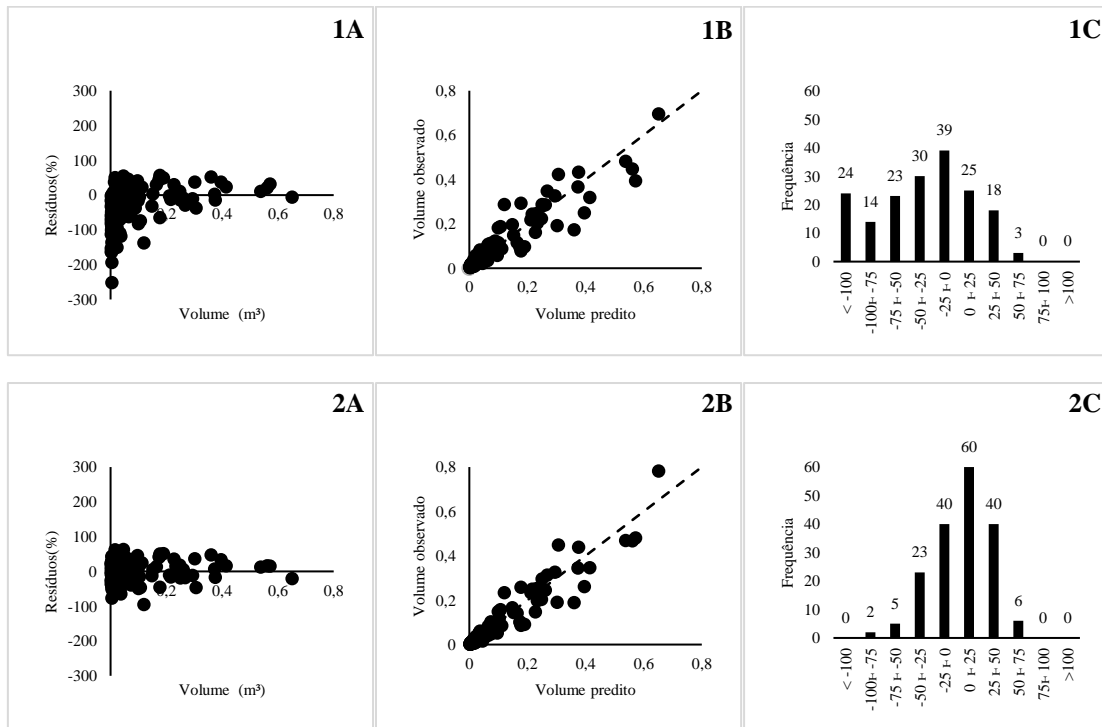 1A
300
200
100
0
-100
-200
-300
0,2
0,4
0,6
0,8
Resíduos(%)
Volume (m³)
1B
0,8
0,6
0,4
0,2
0
0
0,2
0,4
0,6
0,8
Volume observado
Volume predito
1C
60
50
40
30
20
10
0
24
14
23
30
39
25
18
3
0
0
Frequência
< -100
-100ı- -75
-75 ı- -50
-50 ı- -25
-25 ı- 0
0 ı- 25
25 ı- 50
50 ı- 75
75ı- 100
>100
2A
300
200
100
0
-100
-200
-300
0,2
0,4
0,6
0,8
Resíduos(%)
Volume (m³)
2B
0,8
0,6
0,4
0,2
0
0
0,2
0,4
0,6
0,8
Volume observado
Volume predito
2C
60
50
40
30
20
10
0
0
2
5
23
40
60
40
6
0
0
Frequência
< -100
-100ı- -75
-75 ı- -50
-50 ı- -25
-25 ı- 0
0 ı- 25
25 ı- 50
50 ı- 75
75ı- 100
>100